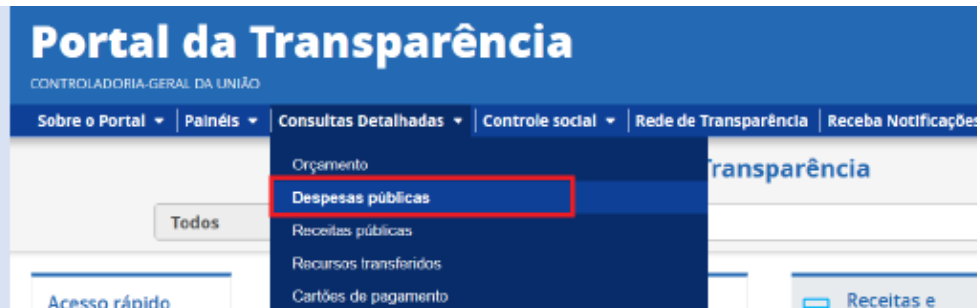 Portal da Transparência
CONTROLADORIA-GERAL DA UNIÃO
Sobre o Portal Painéis Consultas Detalhadas Controle social Rede de Transparência Receba Notificações
Orçamento
ransparência
Despesas públicas
Todos
Receitas públicas
Recursos transferidos
Cartões de pagamento
Acesso rápido
Receitas e